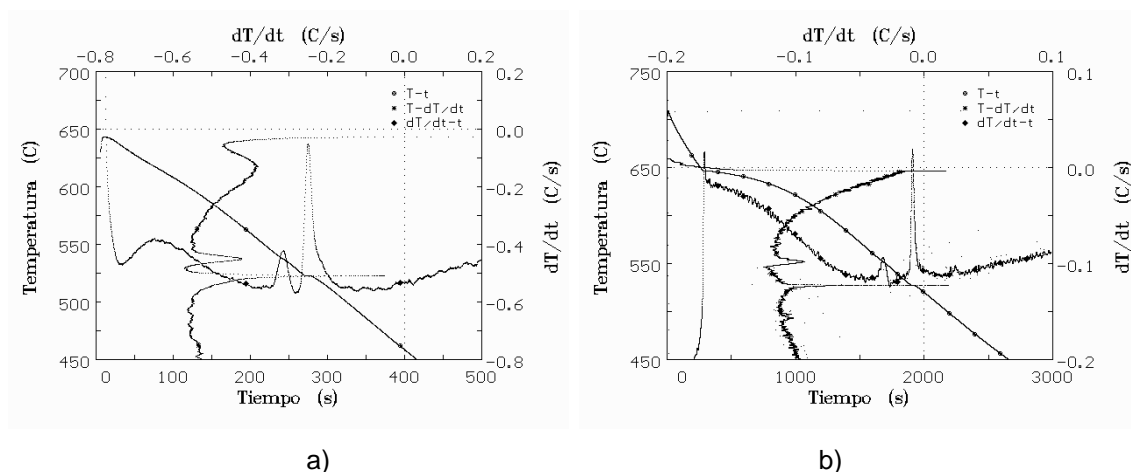 dT/dt (C/s)
-0.8 -0.6 -0.4 -0.2 -0.0 0.2
700
650
600
550
500
450
Temperatura (C)
T-t
T-dT/dt
dT/dt-t
0.2
0.0
-0.2
-0.4
-0.6
-0.8
dT/dt (C/s)
0 100 200 300 400 500
Tiempo (s)
a)
dT/dt (C/s)
-0.2 -0.1 0.0 0.1
750
650
550
450
Temperatura (C)
T-t
T-dT/dt
dT/dt-t
0.1
0.0
-0.1
-0.2
dT/dt (C/s)
0 1000 2000 3000
Tiempo (s)
b)